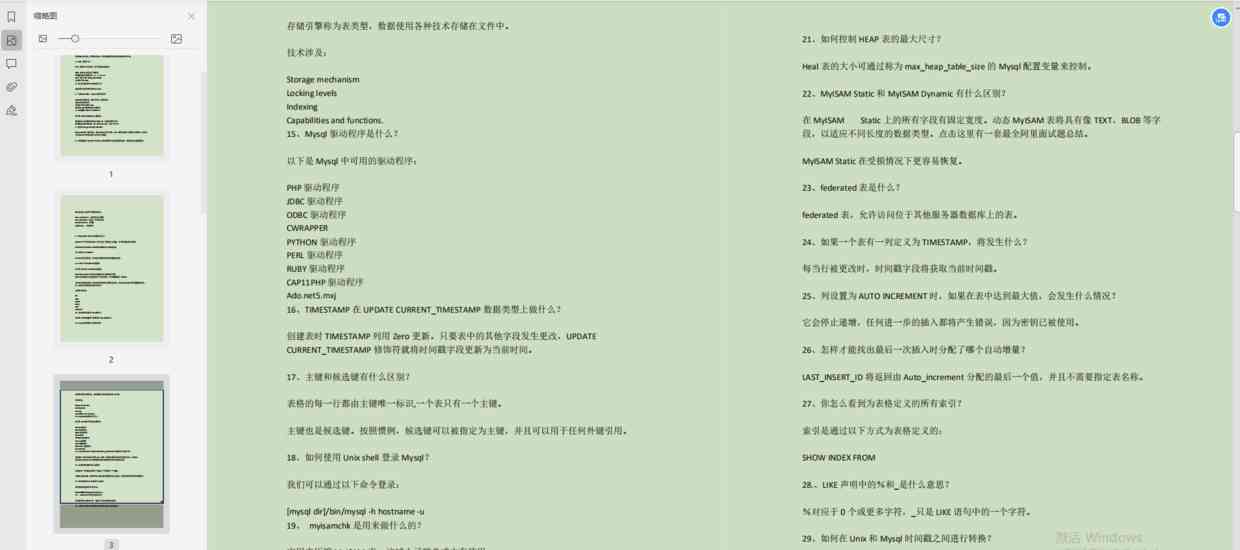 缩略图
1
2
3
存储引擎称为表类型，数据使用各种技术存储在文件中。
技术涉及：
Storage mechanism
Locking levels
Indexing
Capabilities and functions.
15、Mysql 驱动程序是什么？
以下是 Mysql 中可用的驱动程序：
PHP 驱动程序
JDBC 驱动程序
ODBC 驱动程序
CWRAPPER
PYTHON 驱动程序
PERL 驱动程序
RUBY 驱动程序
CAP11PHP 驱动程序
Ado.net5.mxj
16、TIMESTAMP 在 UPDATE CURRENT_TIMESTAMP 数据类型上做什么？
创建表时 TIMESTAMP 列用 Zero 更新。只要表中的其他字段发生更改，UPDATE
CURRENT_TIMESTAMP 修饰符就将时间戳字段更新为当前时间。
17、主键和候选键有什么区别？
表格的每一行都由主键唯一标识,一个表只有一个主键。
主键也是候选键。按照惯例，候选键可以被指定为主键，并且可以用于任何外键引用。
18、如何使用 Unix shell 登录 Mysql？
我们可以通过以下命令登录：
[mysql dir]/bin/mysql -h hostname -u
19、 myisamchk 是用来做什么的？
21、如何控制 HEAP 表的最大尺寸？
Heal 表的大小可通过称为 max_heap_table_size 的 Mysql 配置变量来控制。
22、MyISAM Static 和 MyISAM Dynamic 有什么区别？
在 MyISAM Static 上的所有字段有固定宽度。动态 MyISAM 表将具有像 TEXT，BLOB 等字
段，以适应不同长度的数据类型。点击这里有一套最全阿里面试题总结。
MyISAM Static 在受损情况下更容易恢复。
23、federated 表是什么？
federated 表，允许访问位于其他服务器数据库上的表。
24、如果一个表有一列定义为 TIMESTAMP，将发生什么？
每当行被更改时，时间戳字段将获取当前时间戳。
25、列设置为 AUTO INCREMENT 时，如果在表中达到最大值，会发生什么情况？
它会停止递增，任何进一步的插入都将产生错误，因为密钥已被使用。
26、怎样才能找出最后一次插入时分配了哪个自动增量？
LAST_INSERT_ID 将返回由 Auto_increment 分配的最后一个值，并且不需要指定表名称。
27、你怎么看到为表格定义的所有索引？
索引是通过以下方式为表格定义的：
SHOW INDEX FROM
28.、LIKE 声明中的％和_是什么意思？
％对应于 0 个或更多字符，_只是 LIKE 语句中的一个字符。
29、如何在 Unix 和 Mysql 时间戳之间进行转换？
激活 Windows